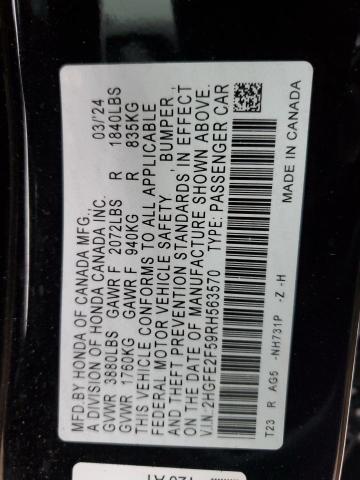 MFD BY HONDA OF CANADA MFG.,
A DIVISION OF HONDA CANADA INC. 03/'24
GVWR 3880LBS GAWR F 2072LBS R 1840LBS
GVWR 1760KG GAWR F 940KG R 835KG
THIS VEHICLE CONFORMS TO ALL APPLICABLE
FEDERAL MOTOR VEHICLE SAFETY, BUMPER,
AND THEFT PREVENTION STANDARDS IN EFFECT
ON THE DATE OF MANUFACTURE SHOWN ABOVE.
V.I.N:2HGFE2F59RH563570 TYPE: PASSENGER CAR
T23 R AG5 -NH731P -Z -H MADE IN CANADA